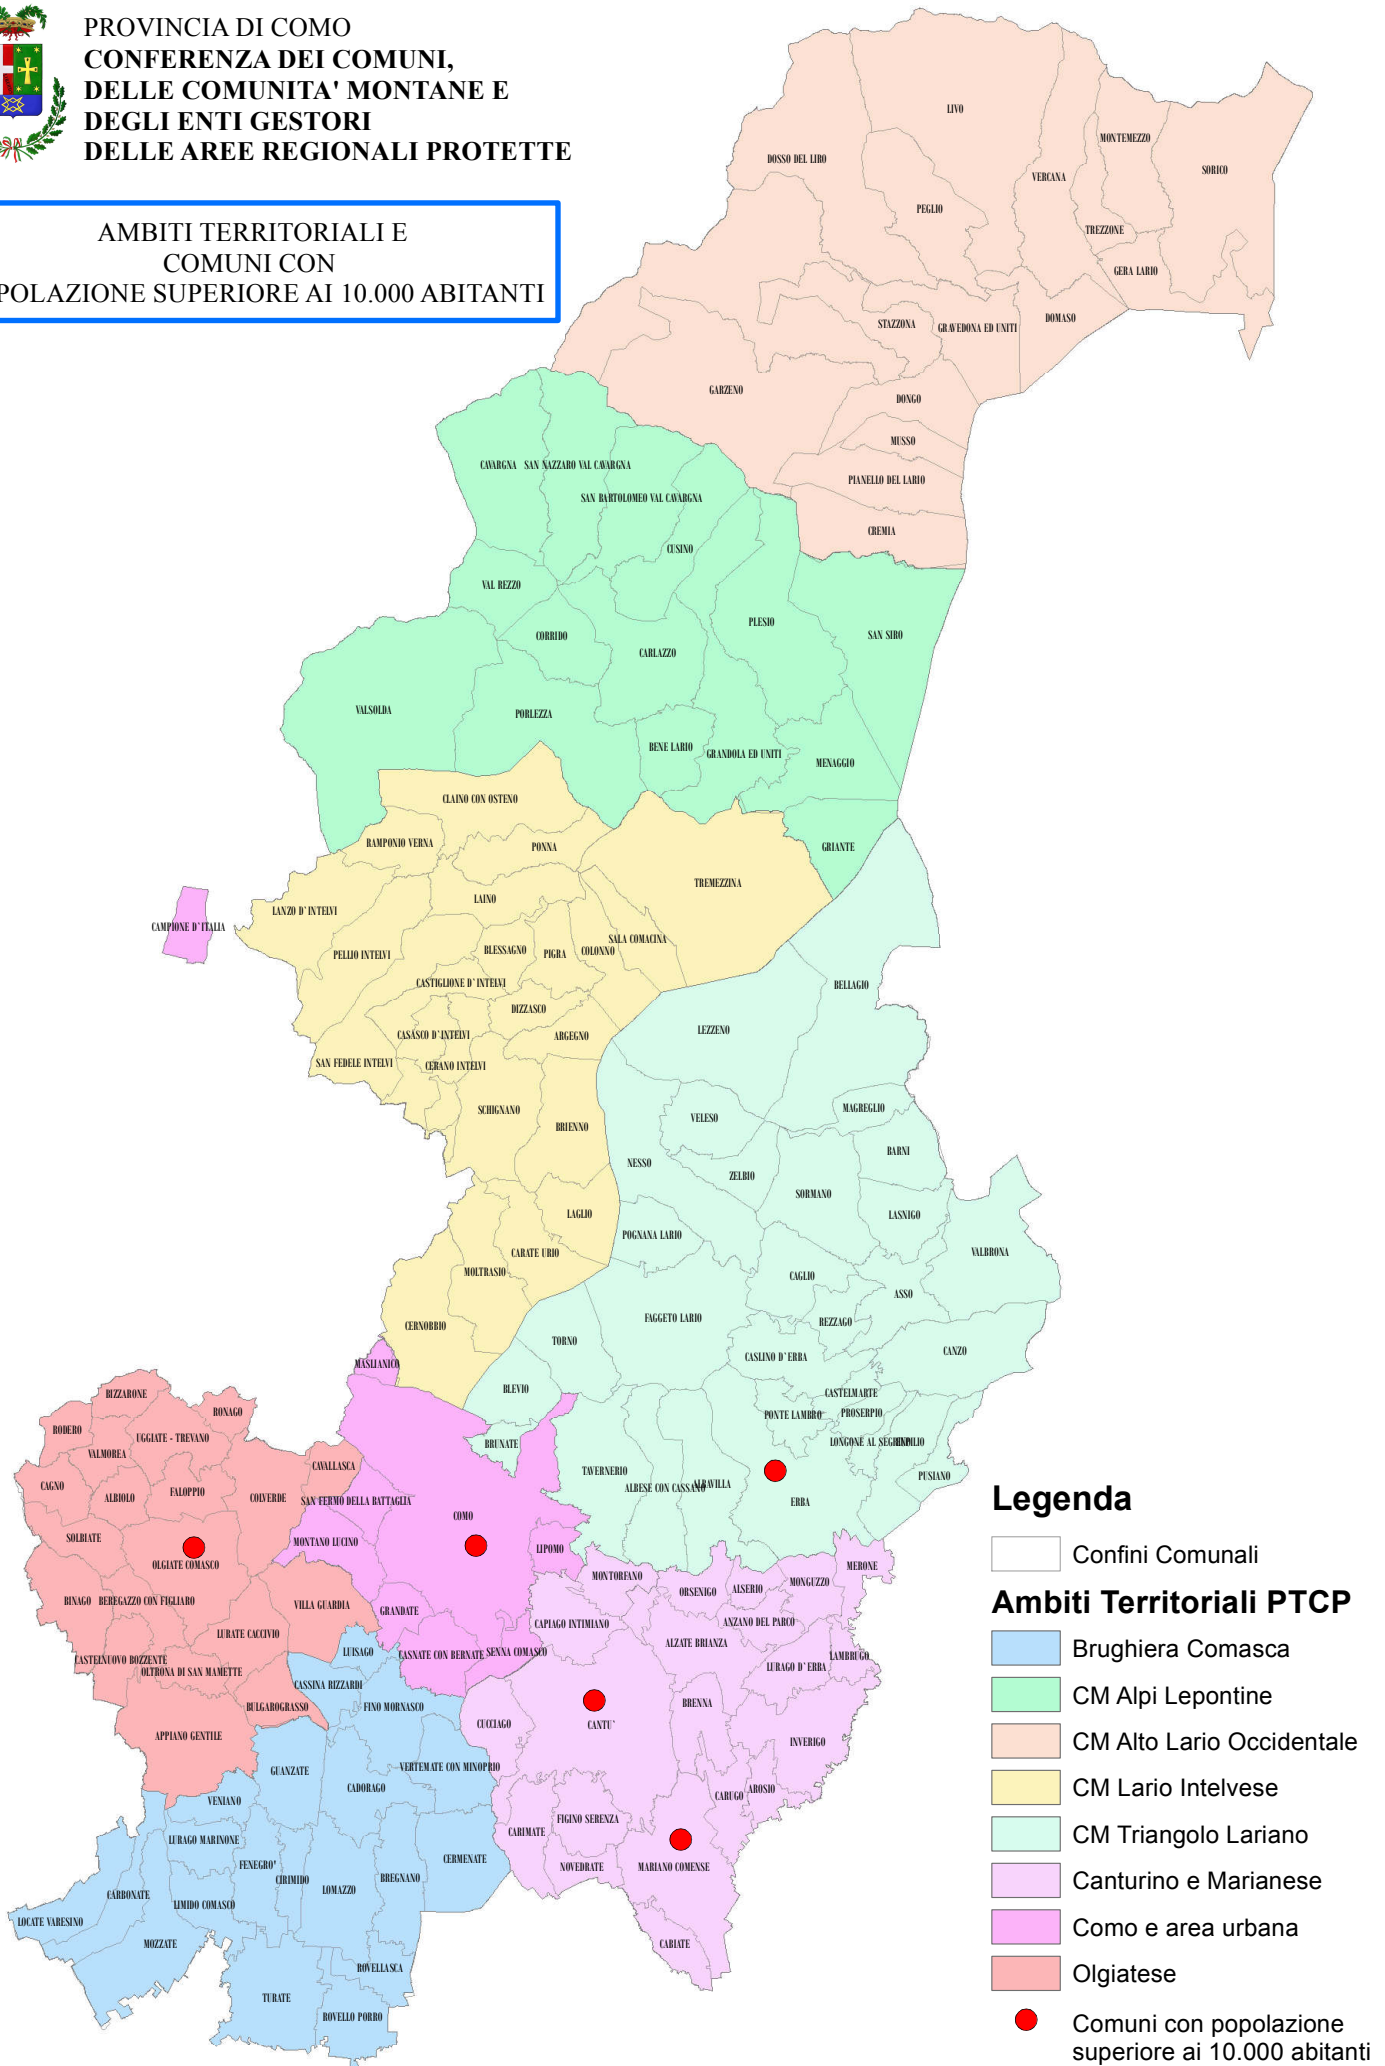 PROVINCIA DI COMO
CONFERENZA DEI COMUNI,
DELLE COMUNITA' MONTANE E
DEGLI ENTI GESTORI
DELLE AREE REGIONALI PROTETTE
AMBITI TERRITORIALI E
COMUNI CON
POLAZIONE SUPERIORE AI 10.000 ABITANTI
LIVO
MONTEMEZZO
DOSSO DEL LIRO
SORICO
VERCANA
PEGLIO
TREZZONE
GERA LARIO
STAZZONA
GRAVEDONA ED UNITI
DOMASO
GARZENO
DONGO
MUSSO
PIANELLO DEL LARIO
CREMIA
CAVARGNA
SAN NAZZARO VAL CAVARGNA
SAN BARTOLOMEO VAL CAVARGNA
CUSINO
VAL REZZO
CORRIDO
PLESIO
SAN SIRO
CARLAZZO
VALSOLDA
PORLEZZA
BENE LARIO
GRANDOLA ED UNITI
MENAGGIO
GRIANTE
CLAINO CON OSTENO
RAMPONIO VERNA
PONNA
TREMEZZINA
LAINO
LANZO D'INTELVI
CAMPIONE D'ITALIA
PELLIO INTELVI
BLESSAGNO
PIGRA
COLONNO
SALA COMACINA
CASTIGLIONE D'INTELVI
DIZZASCO
CASASCO D'INTELVI
ARGEGNO
SAN FEDELE INTELVI
CERANO INTELVI
SCHIGNANO
BRIENNO
LAGLIO
CARATE URIO
MOLTRASIO
CERNOBBIO
BELLAGIO
LEZZENO
MAGREGLIO
VELESO
BARNI
NESSO
ZELBIO
SORMANO
LASNIGO
POGNANA LARIO
VALBRONA
CAGLIO
ASSO
FAGGETO LARIO
REZZAGO
TORNO
CANZO
CASLINO D'ERBA
BLEVIO
CASTELMARTE
PONTE LAMBRO
PROSERPIO
BRUNATE
LONGONE AL SEGRINO
EUPILIO
TAVERNERIO
ALBESE CON CASSANO
ALBAVILLA
PUSIANO
ERBA
MASLIANICO
BIZZARONE
RONAGO
RODERO
UGGIATE - TREVANO
VALMOREA
CAVALLASCA
CAGNO
ALBIOLO
FALOPPIO
COLVERDE
SAN FERMO DELLA BATTAGLIA
COMO
SOLBIATE
MONTANO LUCINO
LIPOMO
OLGIATE COMASCO
BINAGO
BEREGAZZO CON FIGLIARO
VILLA GUARDIA
GRANDATE
LURATE CACCIVIO
LUISAGO
CASNATE CON BERNATE
SENNA COMASCO
CASTELNUOVO BOZZENTE
OLTRONA DI SAN MAMETTE
CASSINA RIZZARDI
BULGAROGRASSO
FINO MORNASCO
APPIANO GENTILE
MONTORFANO
ORSENIGO
ALSERIO
MONGUZZO
MERONE
CAPIAGO INTIMIANO
ANZANO DEL PARCO
ALZATE BRIANZA
LURAGO D'ERBA
LAMBRUGO
BRENNA
CUCCIAGO
CANTU'
INVERIGO
GUANZATE
VERTEMATE CON MINOPRIO
CADORAGO
VENIANO
CARUGO
AROSIO
FIGINO SERENZA
CARIMATE
LURAGO MARINONE
NOVEDRATE
MARIANO COMENSE
FENEGRO'
CERMENATE
CIRIMIDO
LOMAZZO
BREGNANO
CARBONATE
LIMIDO COMASCO
LOCATE VARESINO
MOZZATE
CABIATE
ROVELLASCA
TURATE
ROVELLO PORRO
Legenda
Confini Comunali
Ambiti Territoriali PTCP
Brughiera Comasca
CM Alpi Lepontine
CM Alto Lario Occidentale
CM Lario Intelvese
CM Triangolo Lariano
Canturino e Marianese
Como e area urbana
Olgiatese
Comuni con popolazione
superiore ai 10.000 abitanti